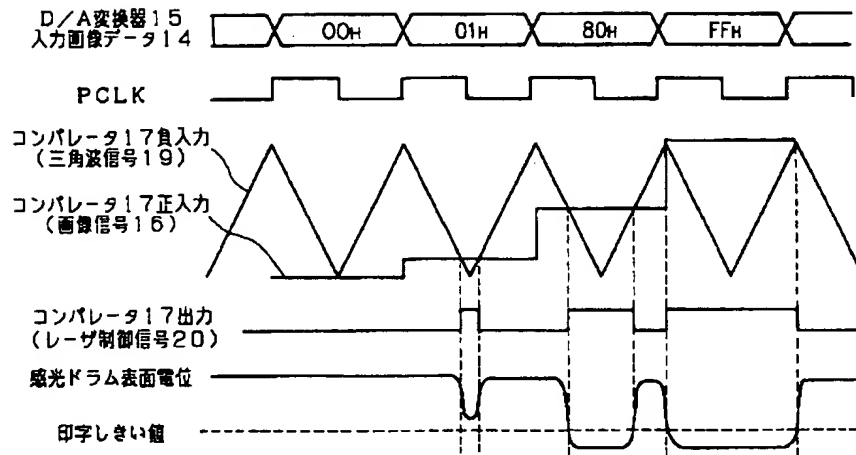 D/A変換器15
入力画像データ14
00H 01H 80H FFH
PCLK
コンパレータ17負入力
(三角波信号19)
コンパレータ17正入力
(画像信号16)
コンパレータ17出力
(レーザ制御信号20)
感光ドラム表面電位
印字しきい値